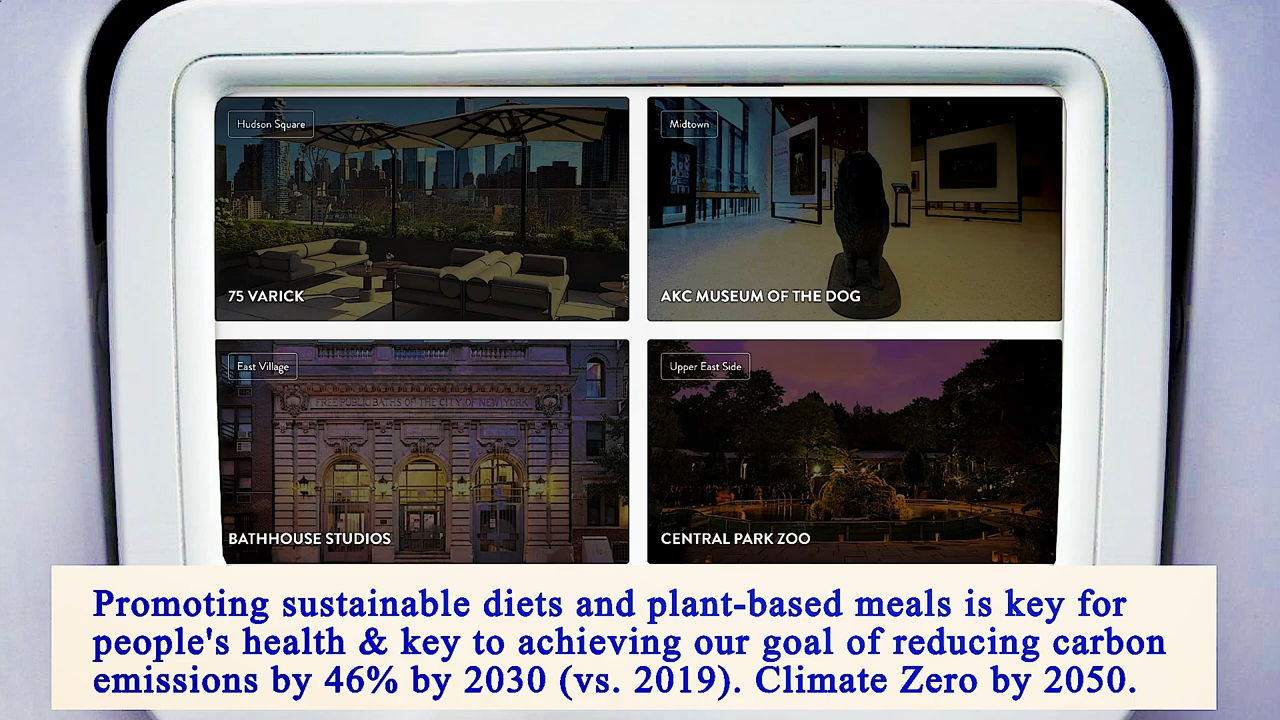 Hudson Square
75 VARICK
Midtown
AKC MUSEUM OF THE DOG
East Village
FREE PUBLIC BATHS OF THE CITY OF NEW YORK
BATHHOUSE STUDIOS
Upper East Side
CENTRAL PARK ZOO
Promoting sustainable diets and plant-based meals is key for
people's health & key to achieving our goal of reducing carbon
emissions by 46% by 2030 (vs. 2019). Climate Zero by 2050.